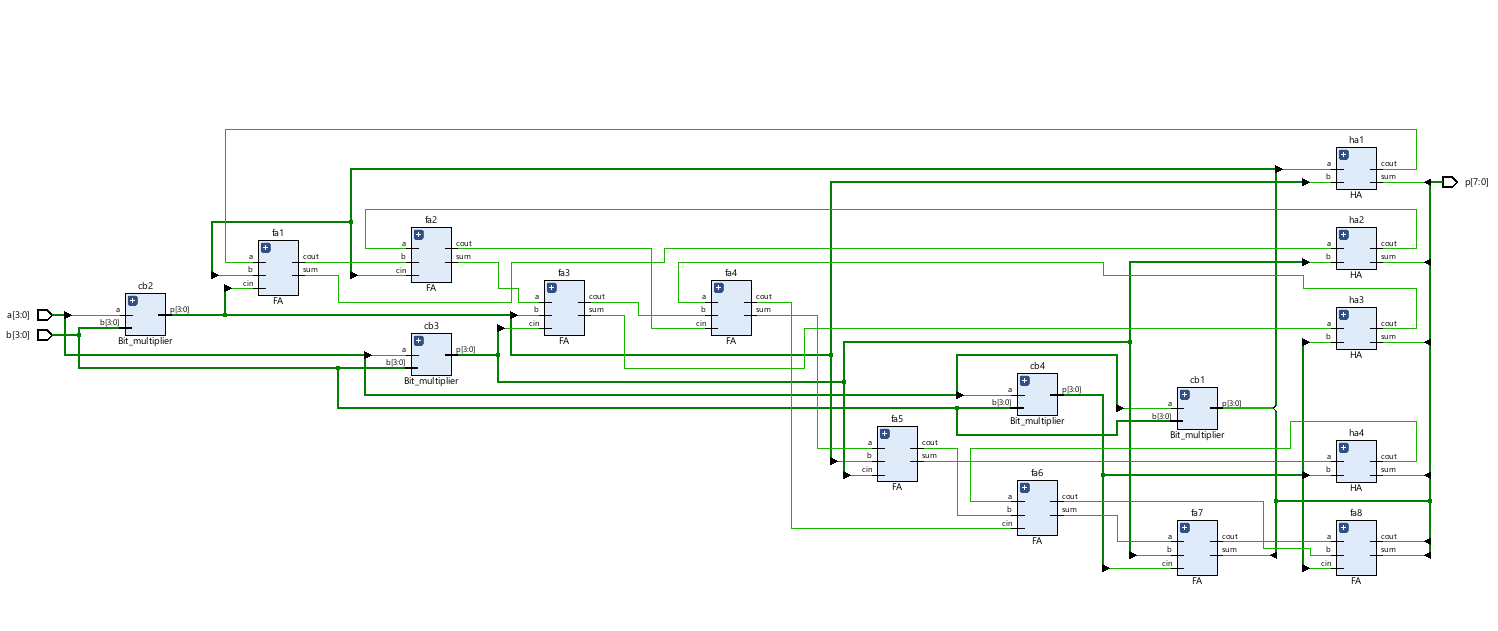 ha1
a cout
b sum
HA
p[7:0]
ha2
a cout
b sum
HA
fa2
a cout
b sum
cin
FA
fa1
a cout
b sum
cin
FA
fa3
a cout
b sum
cin
FA
fa4
a cout
b sum
cin
FA
cb2
a p[3:0]
b[3:0]
Bit_multiplier
a[3:0]
b[3:0]
ha3
a cout
b sum
HA
cb3
a p[3:0]
b[3:0]
Bit_multiplier
cb4
a p[3:0]
b[3:0]
Bit_multiplier
cb1
a p[3:0]
b[3:0]
Bit_multiplier
fa5
a cout
b sum
cin
FA
ha4
a cout
b sum
HA
fa6
a cout
b sum
cin
FA
fa7
a cout
b sum
cin
FA
fa8
a cout
b sum
cin
FA